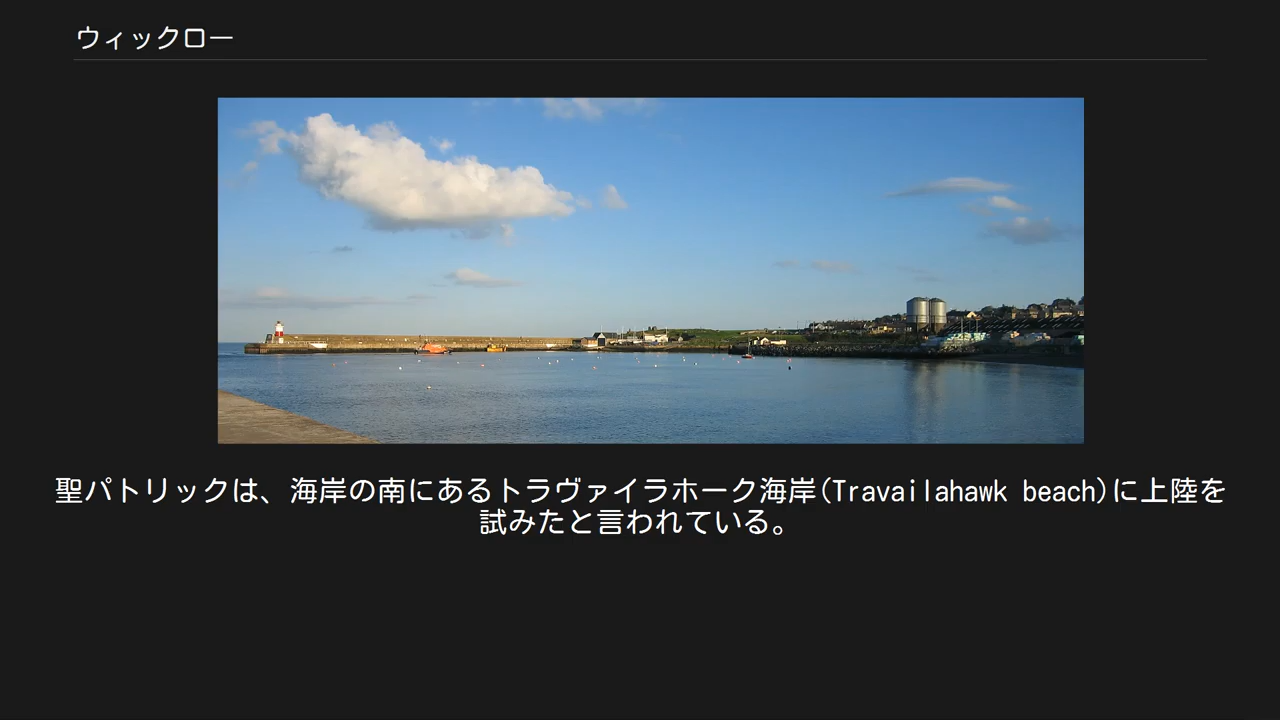 ウィックロー
聖パトリックは、海岸の南にあるトラヴァイラホーク海岸(Travailahawk beach)に上陸を
試みたと言われている。